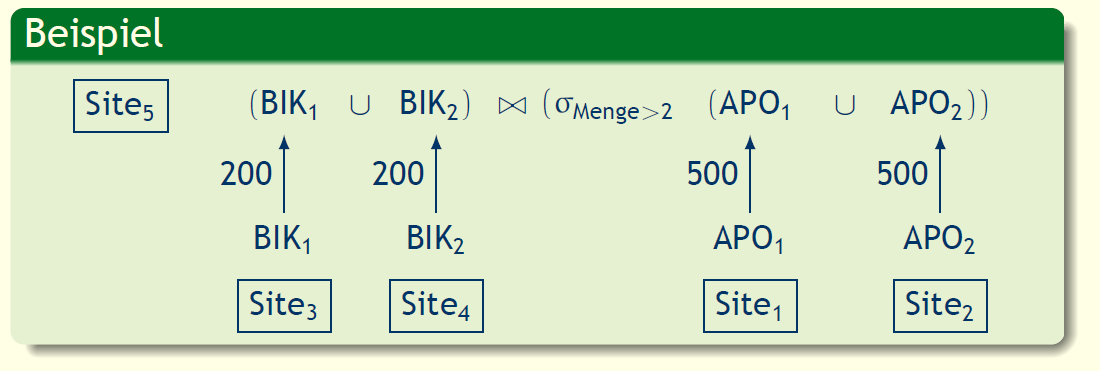 Beispiel
Site₅ (BIK₁ ∪ BIK₂) ⋈ (σ_Menge>2 (APO₁ ∪ APO₂))
200 200 500 500
BIK₁ BIK₂ APO₁ APO₂
Site₃ Site₄ Site₁ Site₂